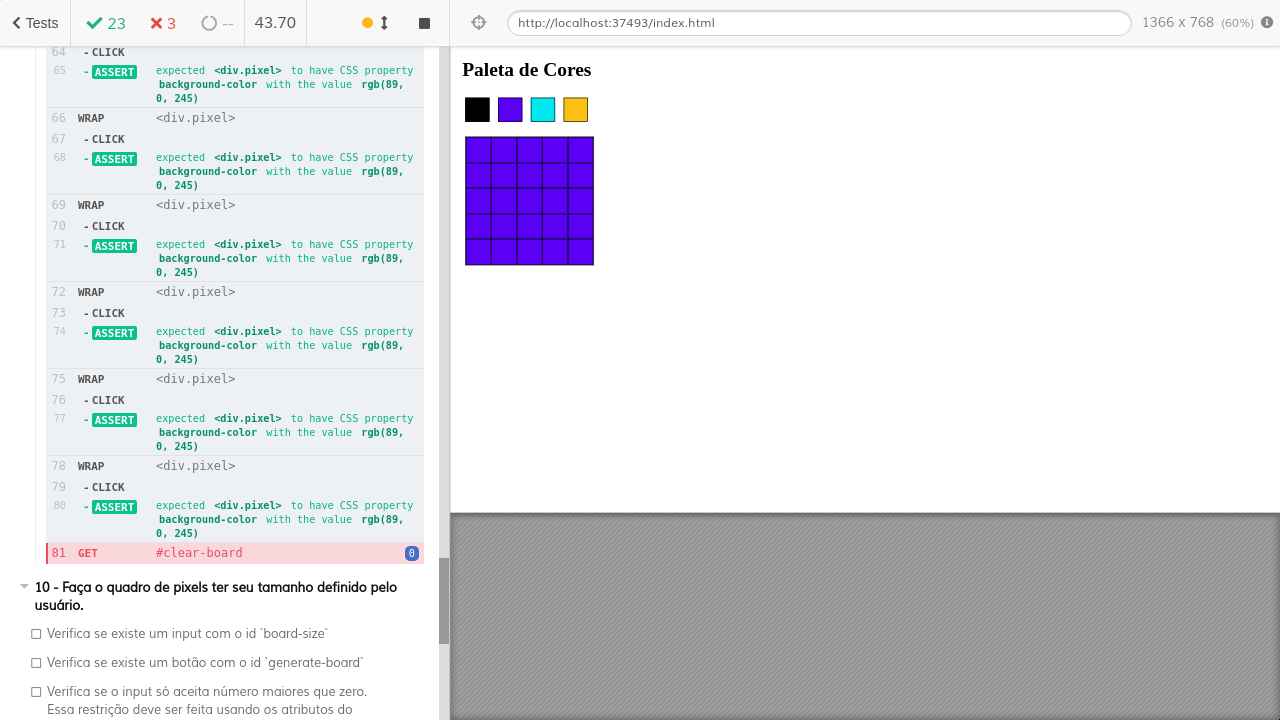 Tests
23
3
--
43.70
http://localhost:37493/index.html
1366 x 768 (60%)
64 - CLICK
65 - ASSERT expected <div.pixel> to have CSS property
background-color with the value rgb(89,
0, 245)
66 WRAP <div.pixel>
67 - CLICK
68 - ASSERT expected <div.pixel> to have CSS property
background-color with the value rgb(89,
0, 245)
69 WRAP <div.pixel>
70 - CLICK
71 - ASSERT expected <div.pixel> to have CSS property
background-color with the value rgb(89,
0, 245)
72 WRAP <div.pixel>
73 - CLICK
74 - ASSERT expected <div.pixel> to have CSS property
background-color with the value rgb(89,
0, 245)
75 WRAP <div.pixel>
76 - CLICK
77 - ASSERT expected <div.pixel> to have CSS property
background-color with the value rgb(89,
0, 245)
78 WRAP <div.pixel>
79 - CLICK
80 - ASSERT expected <div.pixel> to have CSS property
background-color with the value rgb(89,
0, 245)
81 GET #clear-board 0
10 - Faça o quadro de pixels ter seu tamanho definido pelo
usuário.
Verifica se existe um input com o id `board-size`
Verifica se existe um botão com o id `generate-board`
Verifica se o input só aceita número maiores que zero.
Essa restrição deve ser feita usando os atributos do
Paleta de Cores